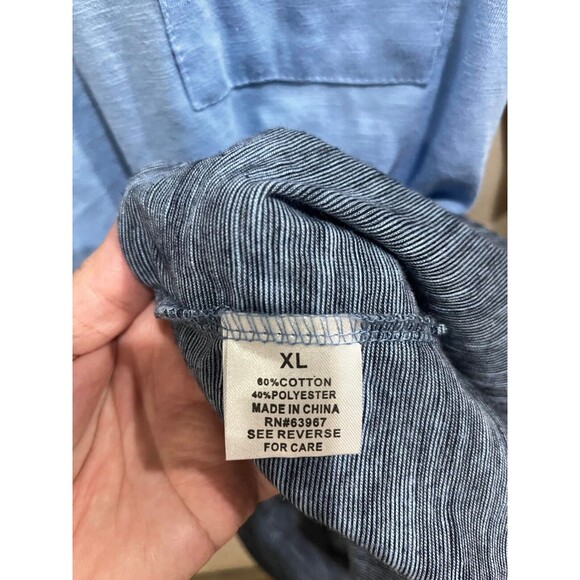 XL
60%COTTON
40%POLYESTER
MADE IN CHINA
RN#63967
SEE REVERSE
FOR CARE